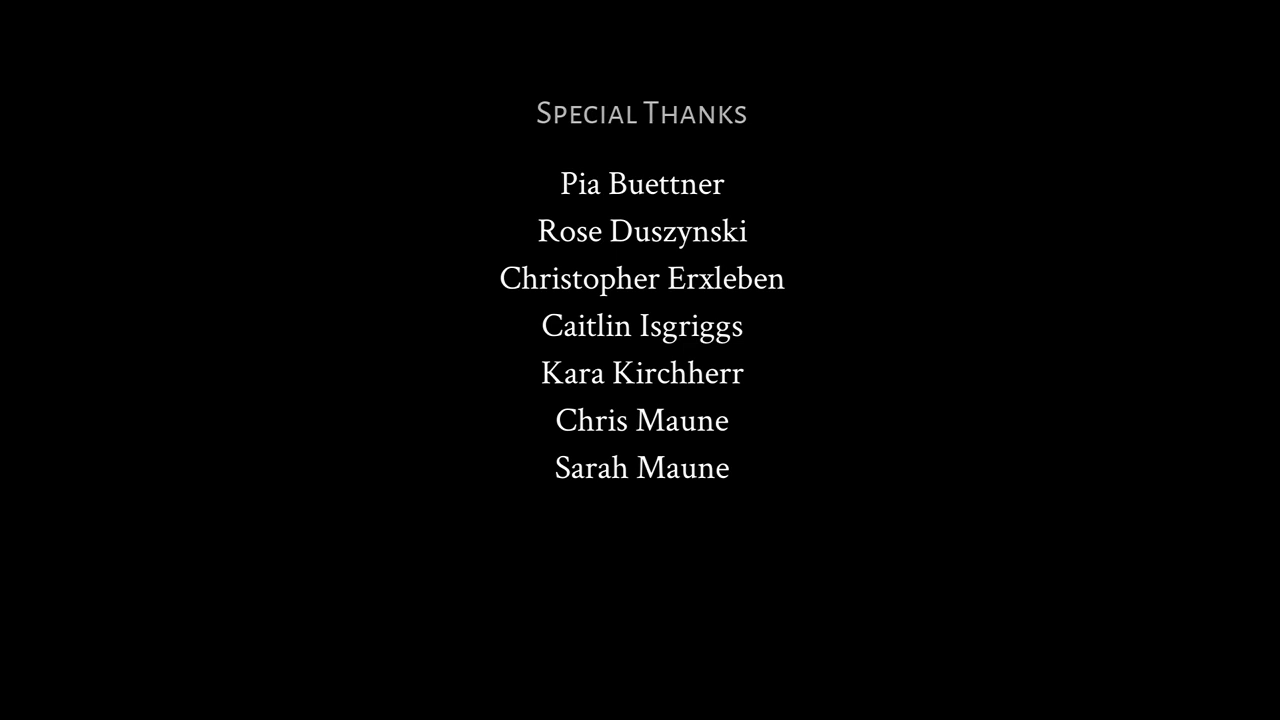 Special Thanks
Pia Buettner
Rose Duszynski
Christopher Erxleben
Caitlin Isgriggs
Kara Kirchherr
Chris Maune
Sarah Maune